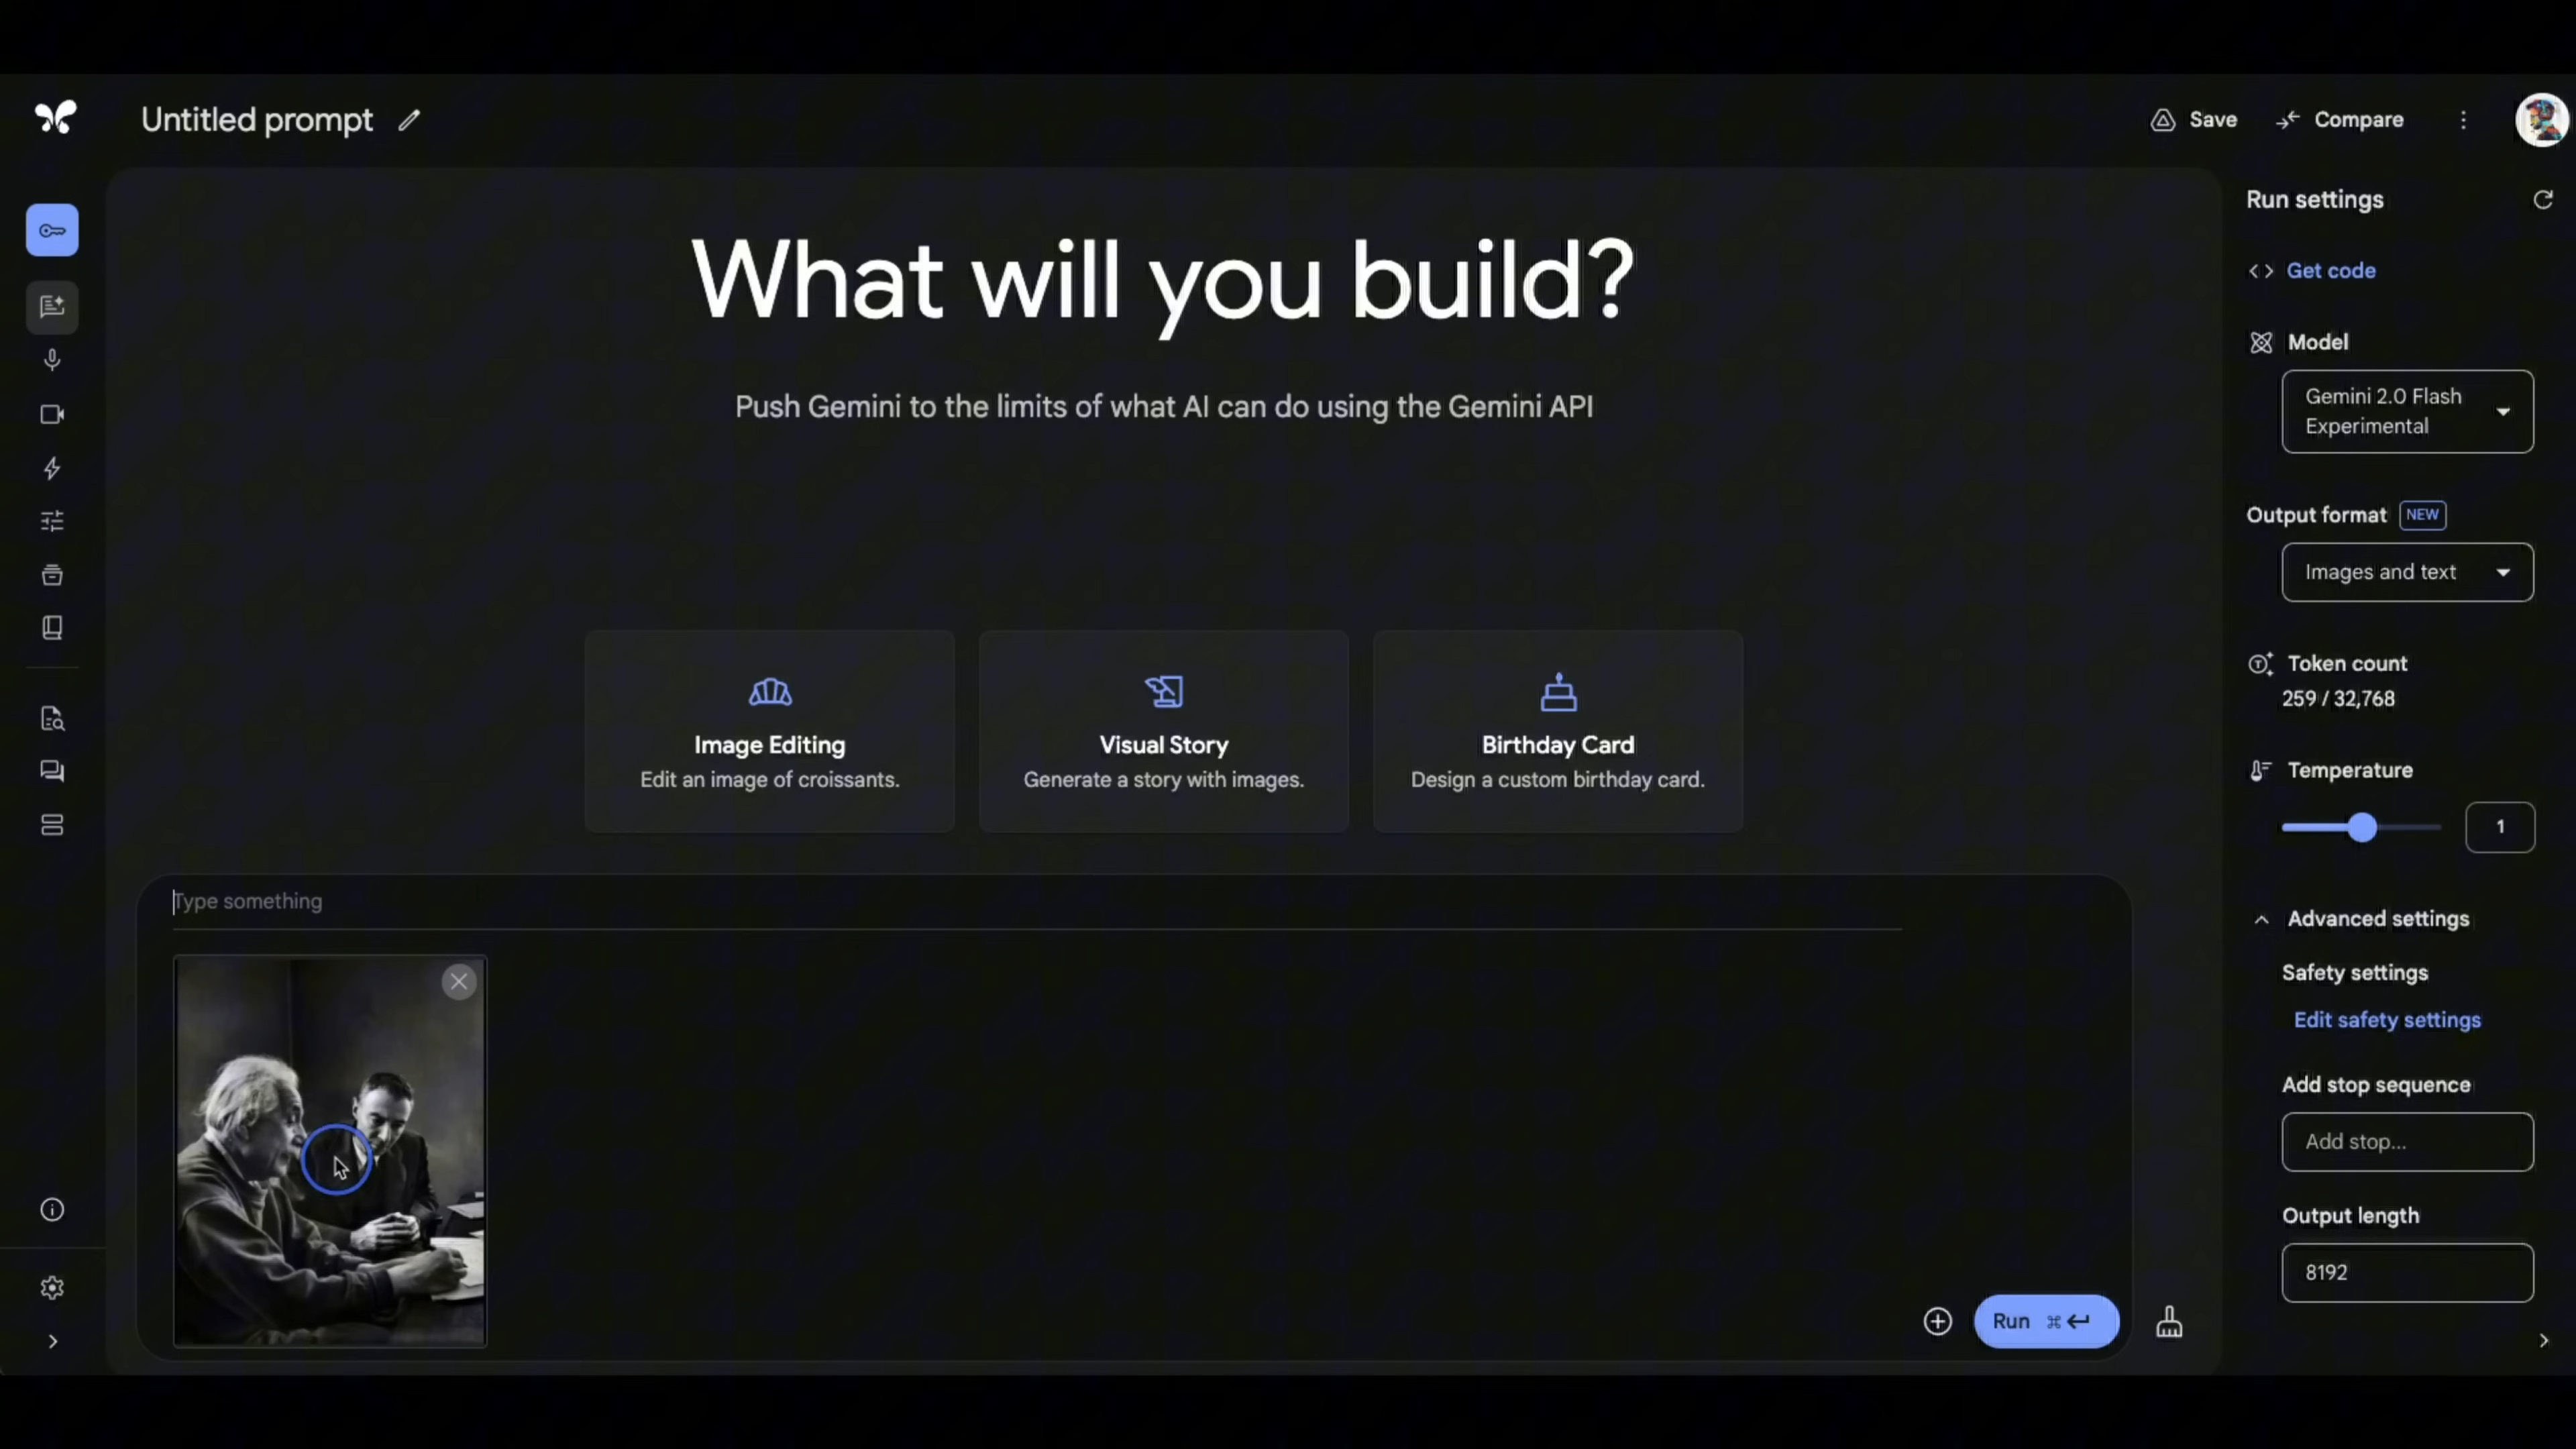 Untitled prompt
Save
Compare
What will you build?
Push Gemini to the limits of what AI can do using the Gemini API
Image Editing
Edit an image of croissants.
Visual Story
Generate a story with images.
Birthday Card
Design a custom birthday card.
Type something
Run ⌘
Run settings
Get code
Model
Gemini 2.0 Flash
Experimental
Output format NEW
Images and text
Token count
259 / 32,768
Temperature
1
Advanced settings
Safety settings
Edit safety settings
Add stop sequence
Add stop...
Output length
8192